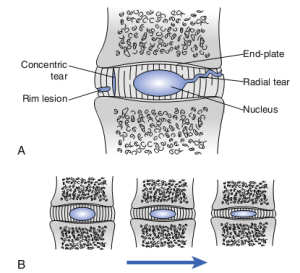 End-plate
Concentric
tear
Radial tear
Rim lesion
Nucleus
A
B